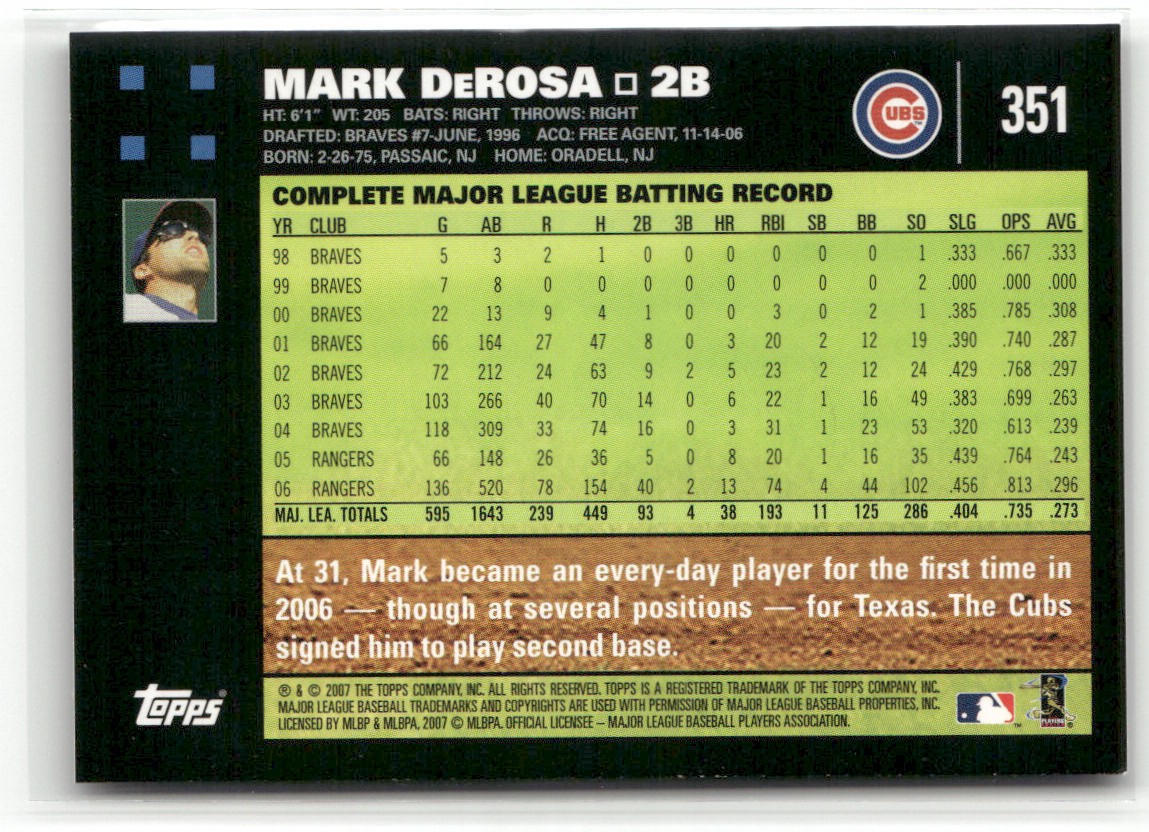 MARK DeROSA □ 2B
HT: 6'1" WT: 205 BATS: RIGHT THROWS: RIGHT
DRAFTED: BRAVES #7-JUNE, 1996 ACQ: FREE AGENT, 11-14-06
BORN: 2-26-75, PASSAIC, NJ HOME: ORADELL, NJ
CUBS
TM
351
COMPLETE MAJOR LEAGUE BATTING RECORD
YR CLUB G AB R H 2B 3B HR RBI SB BB SO SLG OPS AVG
98 BRAVES 5 3 2 1 0 0 0 0 0 0 1 .333 .667 .333
99 BRAVES 7 8 0 0 0 0 0 0 0 0 2 .000 .000 .000
00 BRAVES 22 13 9 4 1 0 0 3 0 2 1 .385 .785 .308
01 BRAVES 66 164 27 47 8 0 3 20 2 12 19 .390 .740 .287
02 BRAVES 72 212 24 63 9 2 5 23 2 12 24 .429 .768 .297
03 BRAVES 103 266 40 70 14 0 6 22 1 16 49 .383 .699 .263
04 BRAVES 118 309 33 74 16 0 3 31 1 23 53 .320 .613 .239
05 RANGERS 66 148 26 36 5 0 8 20 1 16 35 .439 .764 .243
06 RANGERS 136 520 78 154 40 2 13 74 4 44 102 .456 .813 .296
MAJ. LEA. TOTALS 595 1643 239 449 93 4 38 193 11 125 286 .404 .735 .273
At 31, Mark became an every-day player for the first time in
2006 — though at several positions — for Texas. The Cubs
signed him to play second base.
Topps®
® & © 2007 THE TOPPS COMPANY, INC. ALL RIGHTS RESERVED. TOPPS IS A REGISTERED TRADEMARK OF THE TOPPS COMPANY, INC.
MAJOR LEAGUE BASEBALL TRADEMARKS AND COPYRIGHTS ARE USED WITH PERMISSION OF MAJOR LEAGUE BASEBALL PROPERTIES, INC.
LICENSED BY MLBP & MLBPA, 2007 © MLBPA. OFFICIAL LICENSEE – MAJOR LEAGUE BASEBALL PLAYERS ASSOCIATION.
TM
PLAYERS
®